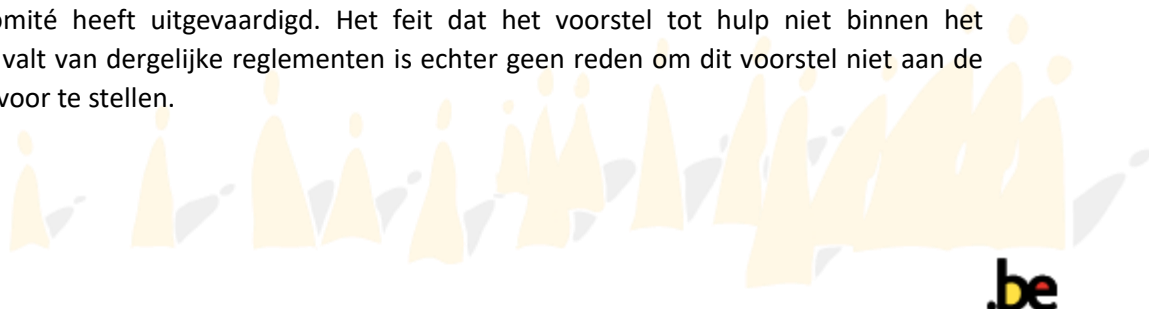 omité heeft uitgevaardigd. Het feit dat het voorstel tot hulp niet binnen het
valt van dergelijke reglementen is echter geen reden om dit voorstel niet aan de
voor te stellen.
.be